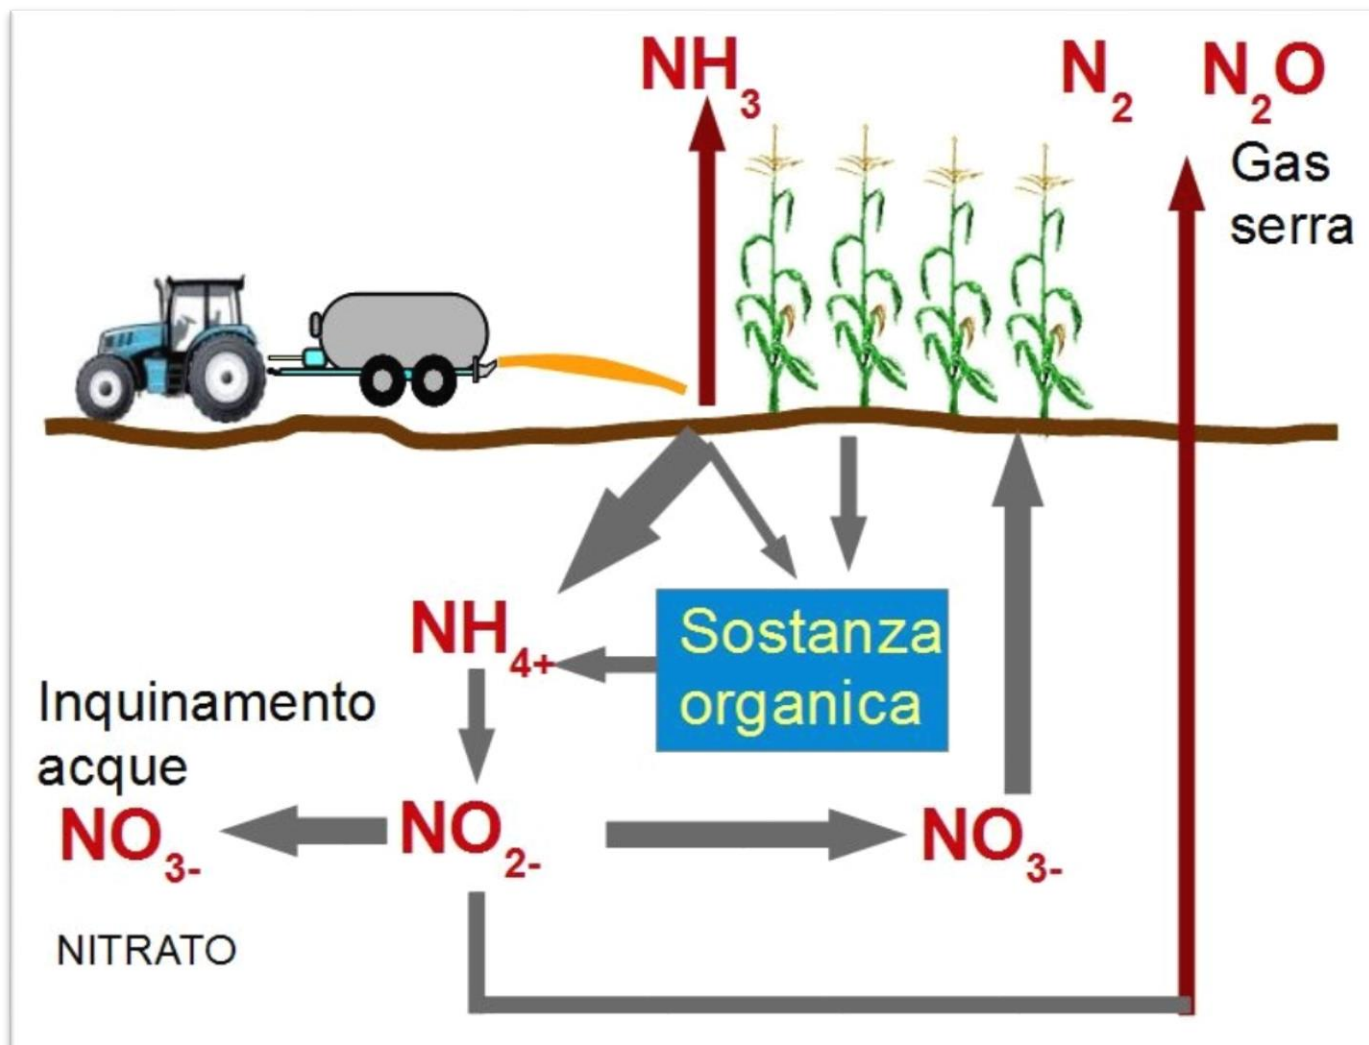 NH3
N2 N2O
Gas
serra
NH4+
Sostanza
organica
Inquinamento
acque
NO3-
NO2-
NO3-
NITRATO